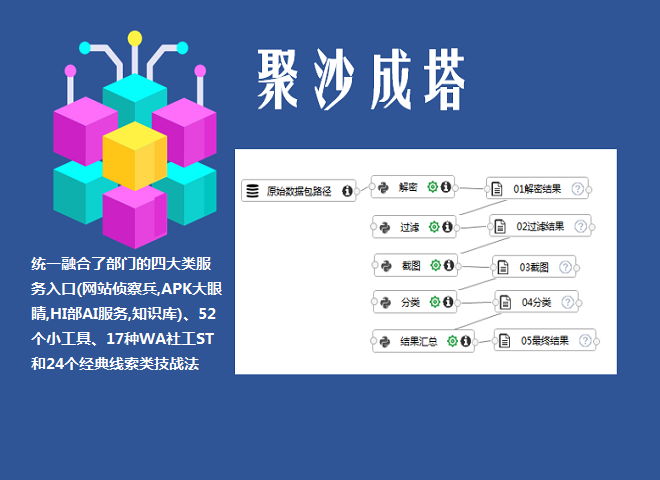 聚沙成塔
原始数据包路径
解密
01解密结果
过滤
02过滤结果
截图
03截图
分类
04分类
结果汇总
05最终结果
统一融合了部门的四大类服
务入口(网站侦察兵,APK大眼
睛,HI部AI服务,知识库)、52
个小工具、17种WA社工ST
和24个经典线索类技战法